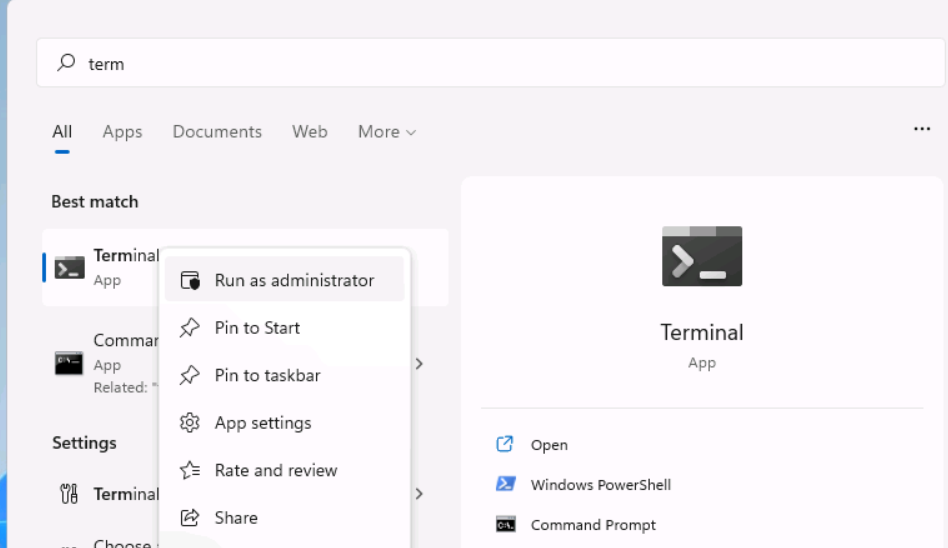 term
All Apps Documents Web More
Best match
Terminal
App
Run as administrator
Pin to Start
Pin to taskbar
App settings
Rate and review
Share
Comman
App
Related: "
Settings
Terminal
Choose
Terminal
App
Open
Windows PowerShell
Command Prompt